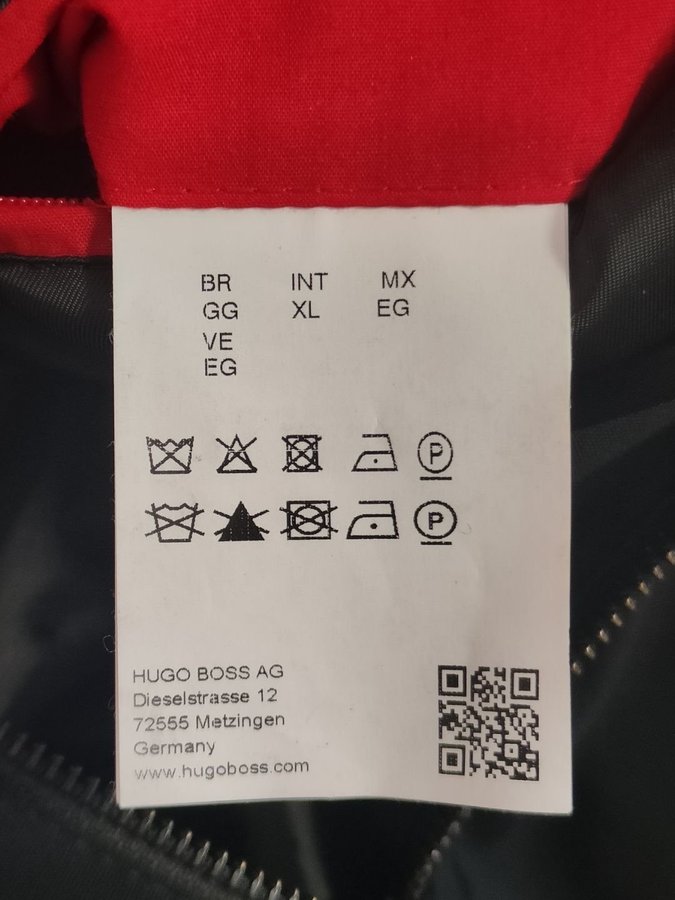 BR INT MX
GG XL EG
VE
EG
P
P
HUGO BOSS AG
Dieselstrasse 12
72555 Metzingen
Germany
www.hugoboss.com